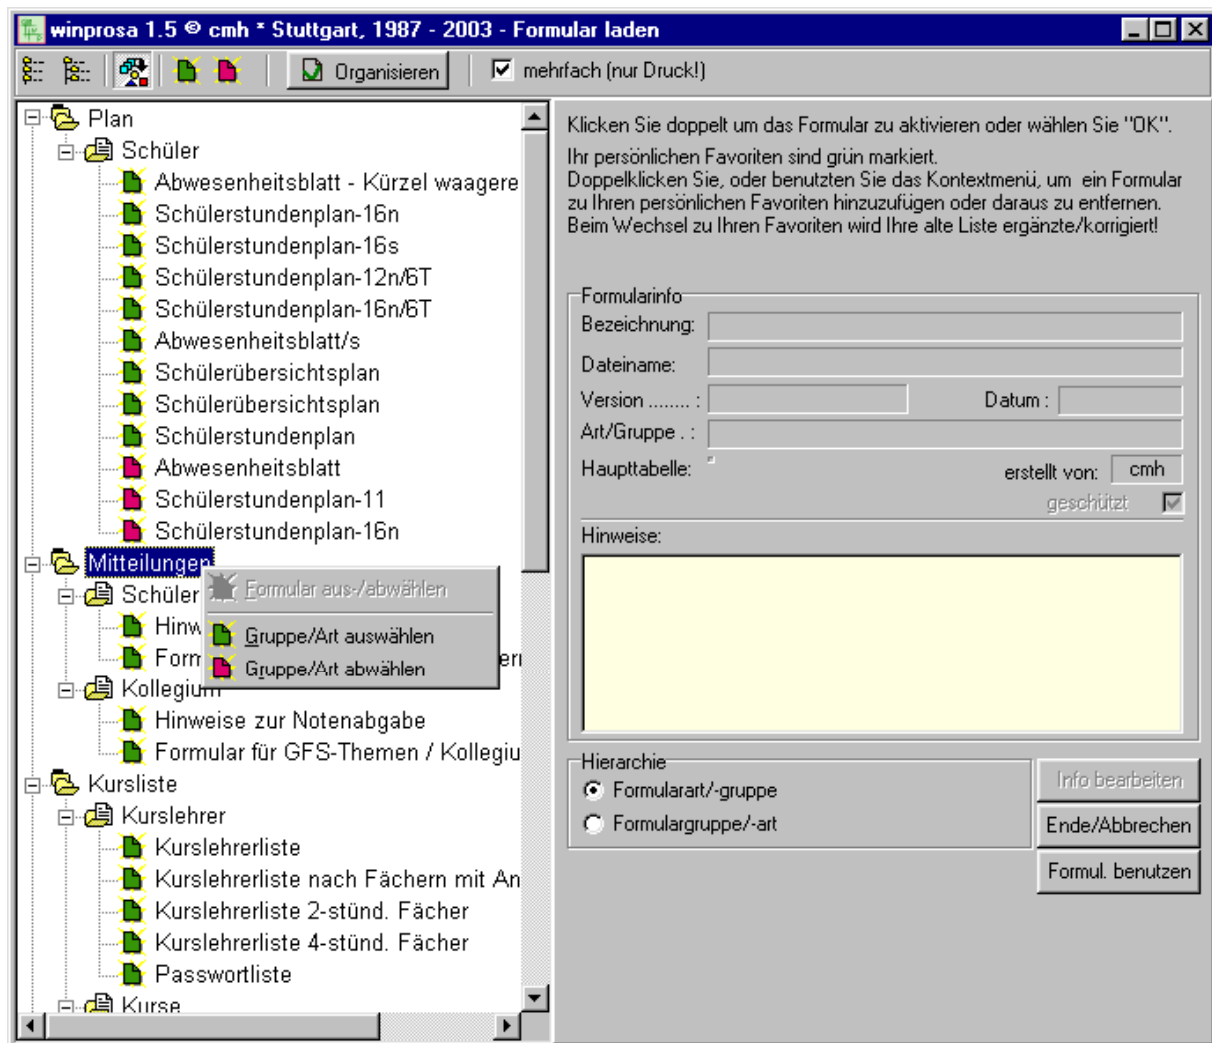 winprosa 1.5 © cmh * Stuttgart, 1987 - 2003 - Formular laden
Organisieren
mehrfach (nur Druck!)
Plan
Schüler
Abwesenheitsblatt - Kürzel waagere
Schülerstundenplan-16n
Schülerstundenplan-16s
Schülerstundenplan-12n/6T
Schülerstundenplan-16n/6T
Abwesenheitsblatt/s
Schülerübersichtsplan
Schülerübersichtsplan
Schülerstundenplan
Abwesenheitsblatt
Schülerstundenplan-11
Schülerstundenplan-16n
Mitteilungen
Schüler
Hinw
Form
ern
Kollegium
Hinweise zur Notenabgabe
Formular für GFS-Themen / Kollegiu
Kursliste
Kurslehrer
Kurslehrerliste
Kurslehrerliste nach Fächern mit An
Kurslehrerliste 2-stünd. Fächer
Kurslehrerliste 4-stünd. Fächer
Passwortliste
Kurse
Formular aus-/abwählen
Gruppe/Art auswählen
Gruppe/Art abwählen
Klicken Sie doppelt um das Formular zu aktivieren oder wählen Sie "OK".
Ihr persönlichen Favoriten sind grün markiert.
Doppelklicken Sie, oder benutzten Sie das Kontextmenü, um ein Formular
zu Ihren persönlichen Favoriten hinzuzufügen oder daraus zu entfernen.
Beim Wechsel zu Ihren Favoriten wird Ihre alte Liste ergänzte/korrigiert!
Formularinfo
Bezeichnung:
Dateiname:
Version ........ : Datum :
Art/Gruppe . :
Haupttabelle: erstellt von: cmh
geschützt
Hinweise:
Hierarchie
Formularart/-gruppe
Formulargruppe/-art
Info bearbeiten
Ende/Abbrechen
Formul. benutzen